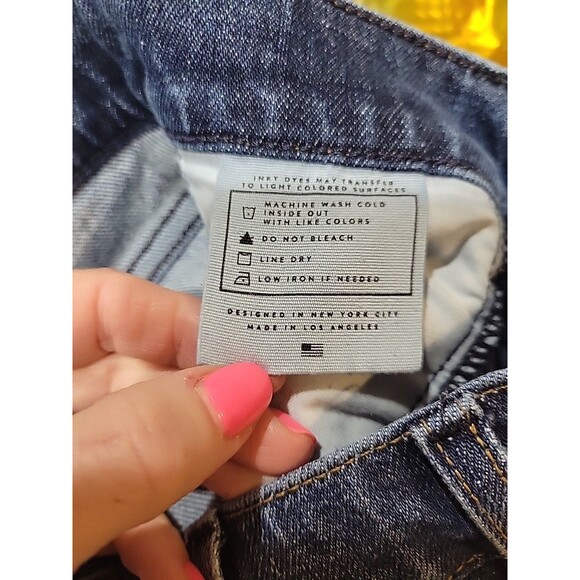 INKY DYES MAY TRANSFER
TO LIGHT COLORED SURFACES
MACHINE WASH COLD
INSIDE OUT
WITH LIKE COLORS
DO NOT BLEACH
LINE DRY
LOW IRON IF NEEDED
DESIGNED IN NEW YORK CITY
MADE IN LOS ANGELES